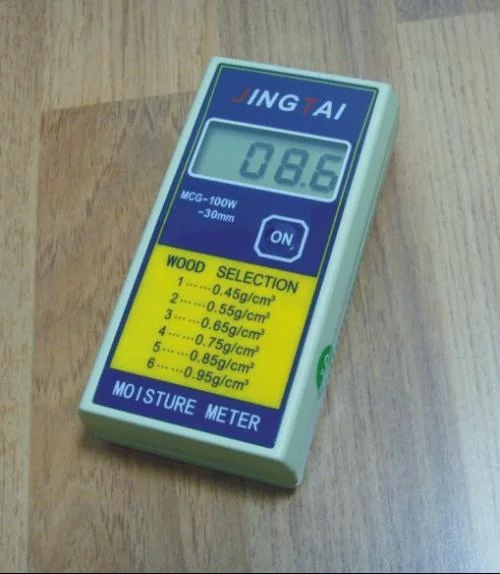 JINGTAI
08.6
MCG-100W
-30mm
ON
WOOD SELECTION
1……0.45g/cm³
2……0.55g/cm³
3……0.65g/cm³
4……0.75g/cm³
5……0.85g/cm³
6……0.95g/cm³
MOISTURE METER